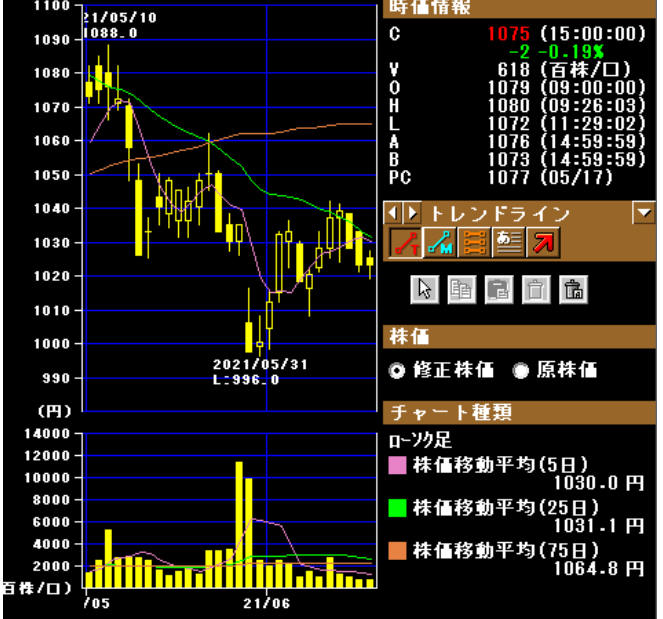 1100
21/05/10
1088.0
1090
1080
1070
1060
1050
1040
1030
1020
1010
1000
990
(円)
2021/05/31
L:996.0
14000
12000
10000
8000
6000
4000
2000
百株/口)
/05
21/06
時価情報
C 1075 (15:00:00)
-2 -0.19%
V 618 (百株/口)
O 1079 (09:00:00)
H 1080 (09:26:03)
L 1072 (11:29:02)
A 1076 (14:59:59)
B 1073 (14:59:59)
PC 1077 (05/17)
トレンドライン
T
M
あ
株価
修正株価 原株価
チャート種類
ローソク足
株価移動平均(5日)
1030.0 円
株価移動平均(25日)
1031.1 円
株価移動平均(75日)
1064.8 円